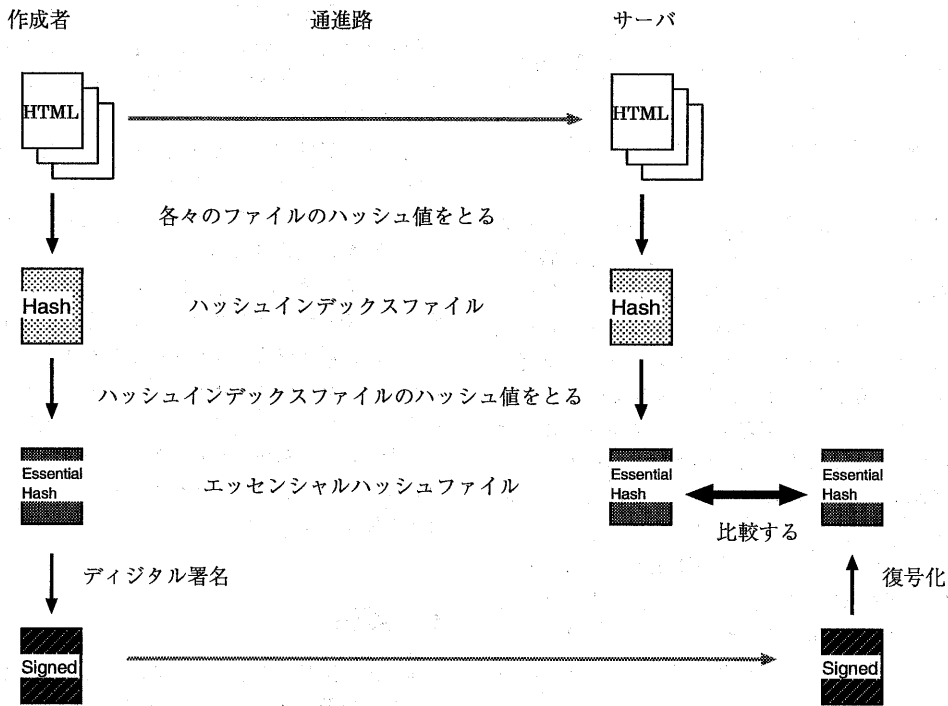 作成者
通進路
サーバ
HTML
HTML
各々のファイルのハッシュ値をとる
Hash
ハッシュインデックスファイル
Hash
ハッシュインデックスファイルのハッシュ値をとる
Essential
Hash
エッセンシャルハッシュファイル
Essential
Hash
Essential
Hash
比較する
ディジタル署名
復号化
Signed
Signed